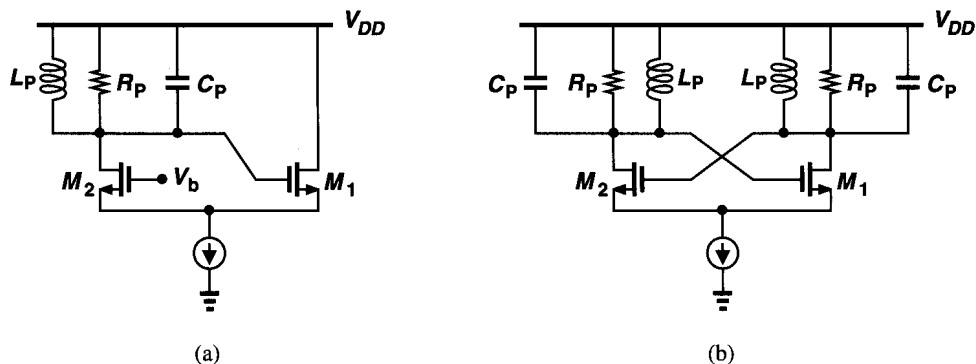 V_DD V_DD
L_P R_P C_P C_P R_P L_P L_P R_P C_P
M_2 V_b M_1 M_2 M_1
(a) (b)